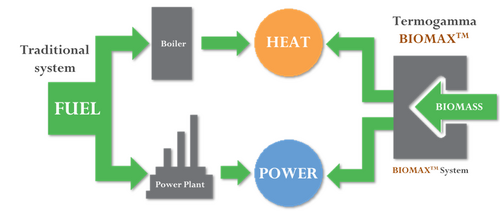 Traditional
system
FUEL
Boiler
Power Plant
HEAT
POWER
Termogamma
BIOMAX™
BIOMASS
BIOMAX™ System